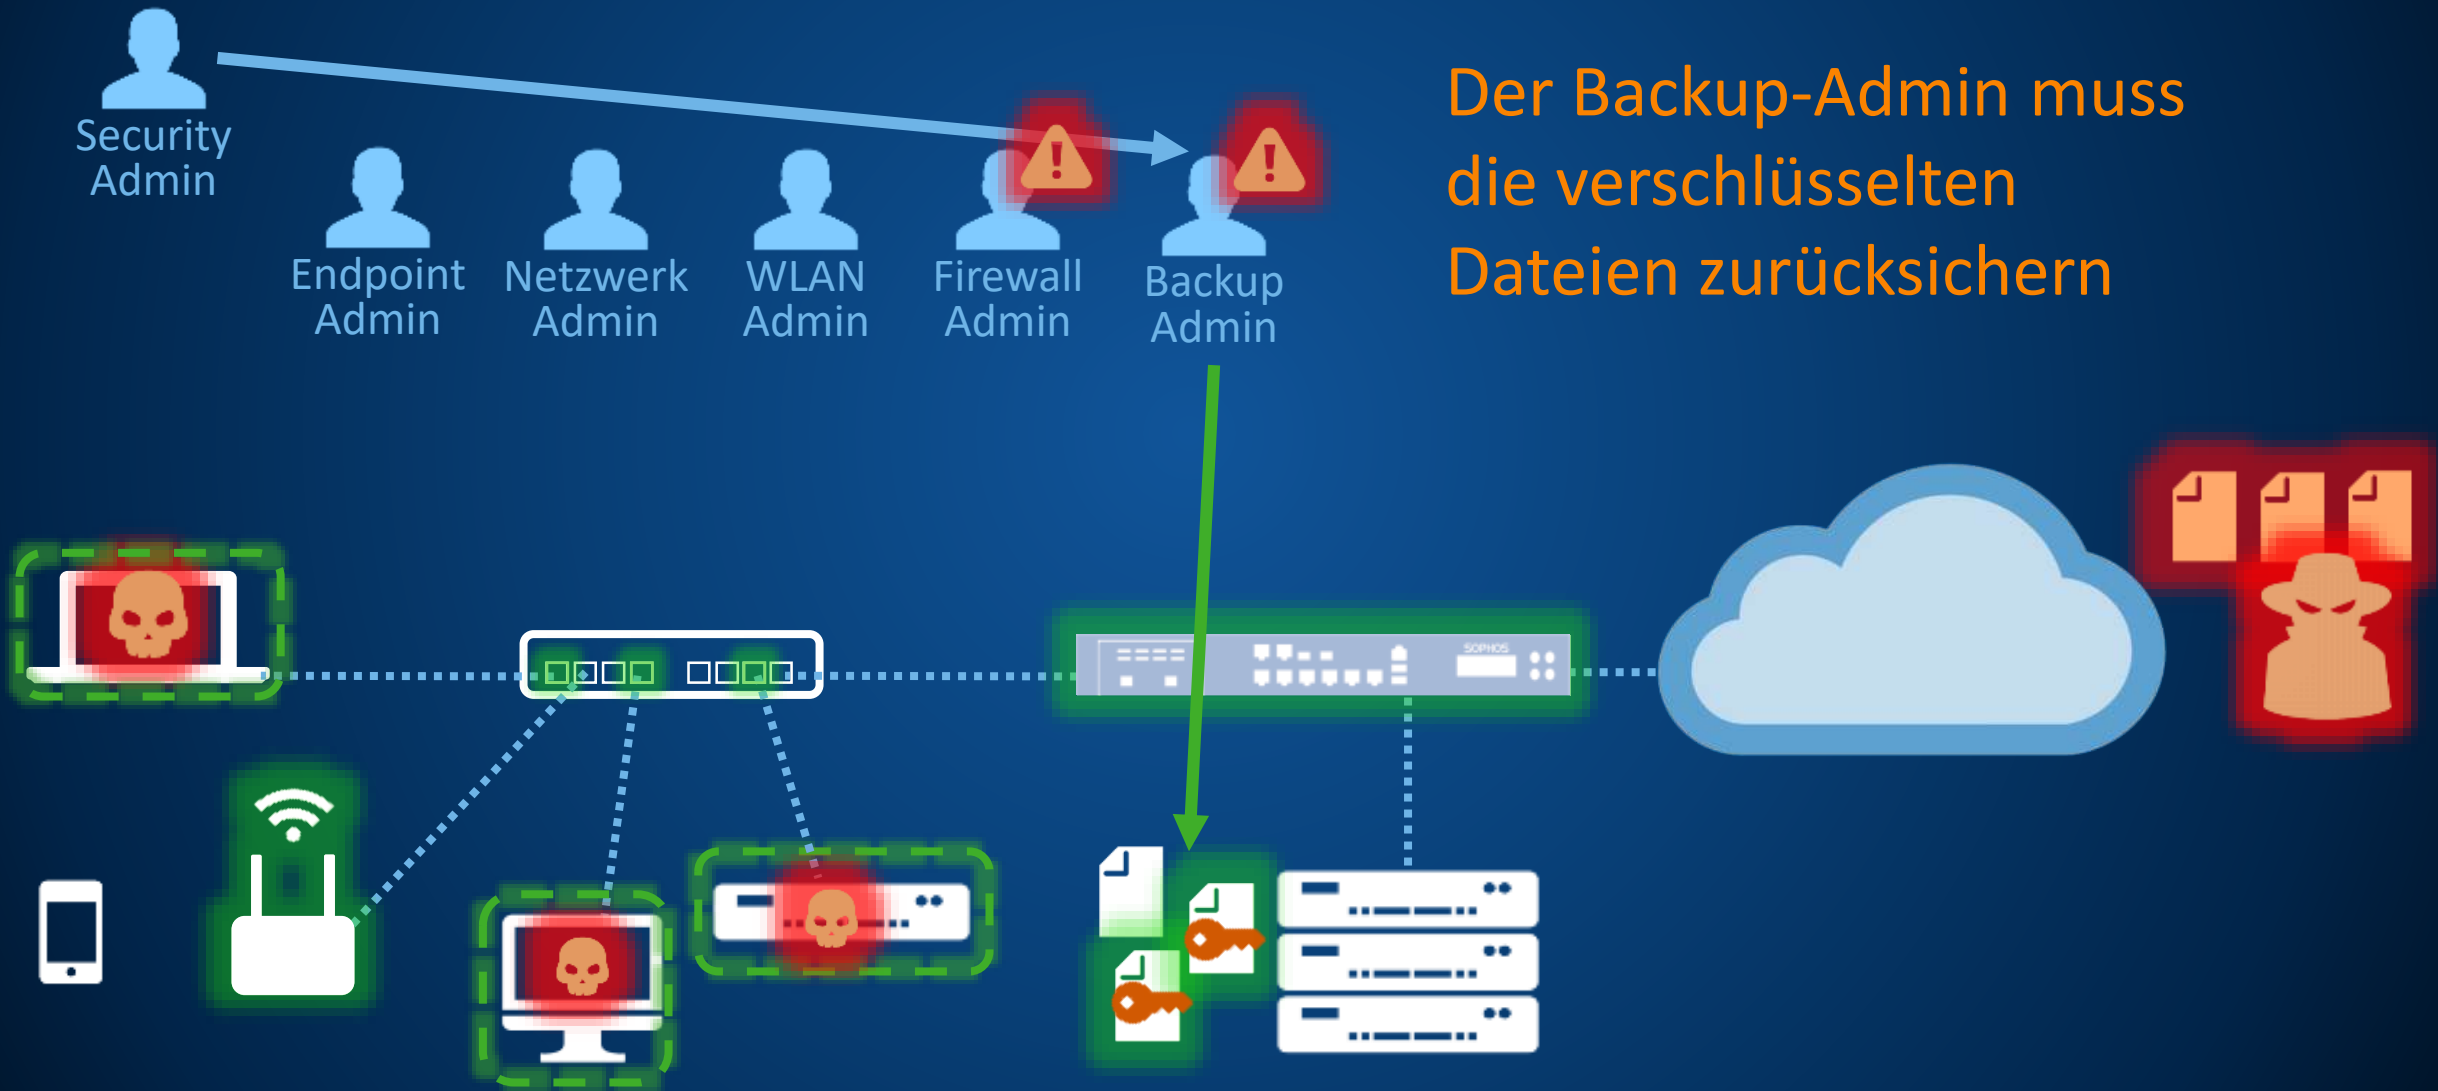 Security
Admin
Endpoint
Admin
Netzwerk
Admin
WLAN
Admin
Firewall
Admin
Backup
Admin
Der Backup-Admin muss
die verschlüsselten
Dateien zurücksichern
SOPHOS